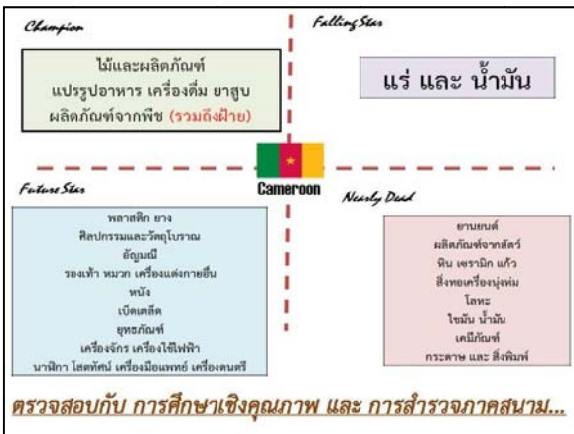 Champion
ไม้และผลิตภัณฑ์
แปรรูปอาหาร เครื่องดื่ม ยาสูบ
ผลิตภัณฑ์จากพืช (รวมถึงฝ้าย)
Falling Star
แร่ และ น้ำมัน
Cameroon
Future Star
พลาสติก ยาง
ศิลปกรรมและวัตถุโบราณ
อัญมณี
รองเท้า หมวก เครื่องแต่งกายอื่น
หนัง
เบ็ดเตล็ด
ยุทธภัณฑ์
เครื่องจักร เครื่องใช้ไฟฟ้า
นาฬิกา โสตทัศน์ เครื่องมือแพทย์ เครื่องดนตรี
Nearly Dead
ยานยนต์
ผลิตภัณฑ์จากสัตว์
หิน เซรามิก แก้ว
สิ่งทอเครื่องนุ่งห่ม
โลหะ
ไขมัน น้ำมัน
เคมีภัณฑ์
กระดาษ และ สิ่งพิมพ์
ตรวจสอบกับ การศึกษาเชิงคุณภาพ และ การสำรวจภาคสนาม...